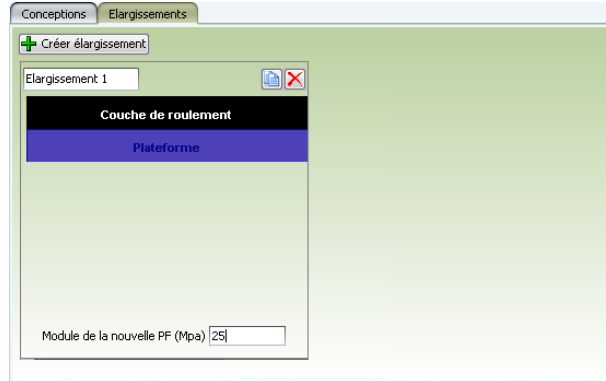 Conceptions Elargissements
Créer élargissement
Elargissement 1
Couche de roulement
Plateforme
Module de la nouvelle PF (Mpa) 25